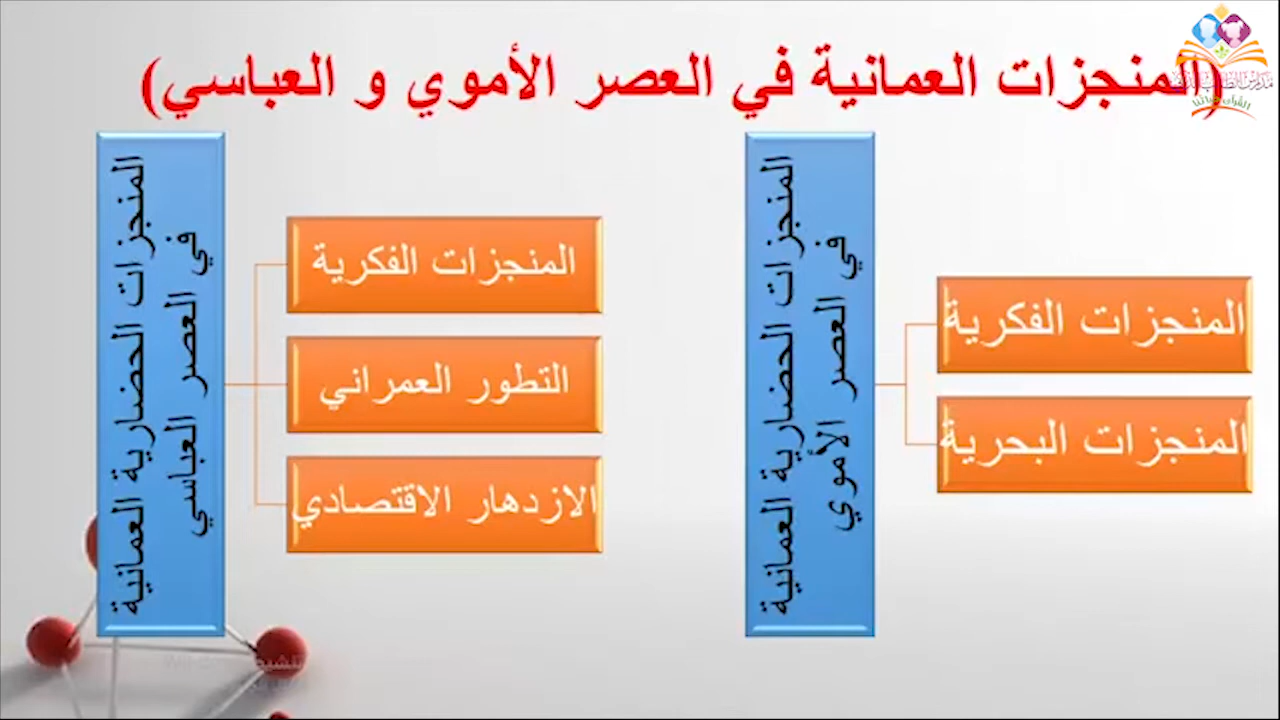 (المنجزات العمانية في العصر الأموي و العباسي)
المنجزات الحضارية العمانية
في العصر الأموي
المنجزات الفكرية
المنجزات البحرية
المنجزات الحضارية العمانية
في العصر العباسي
المنجزات الفكرية
التطور العمراني
الازدهار الاقتصادي